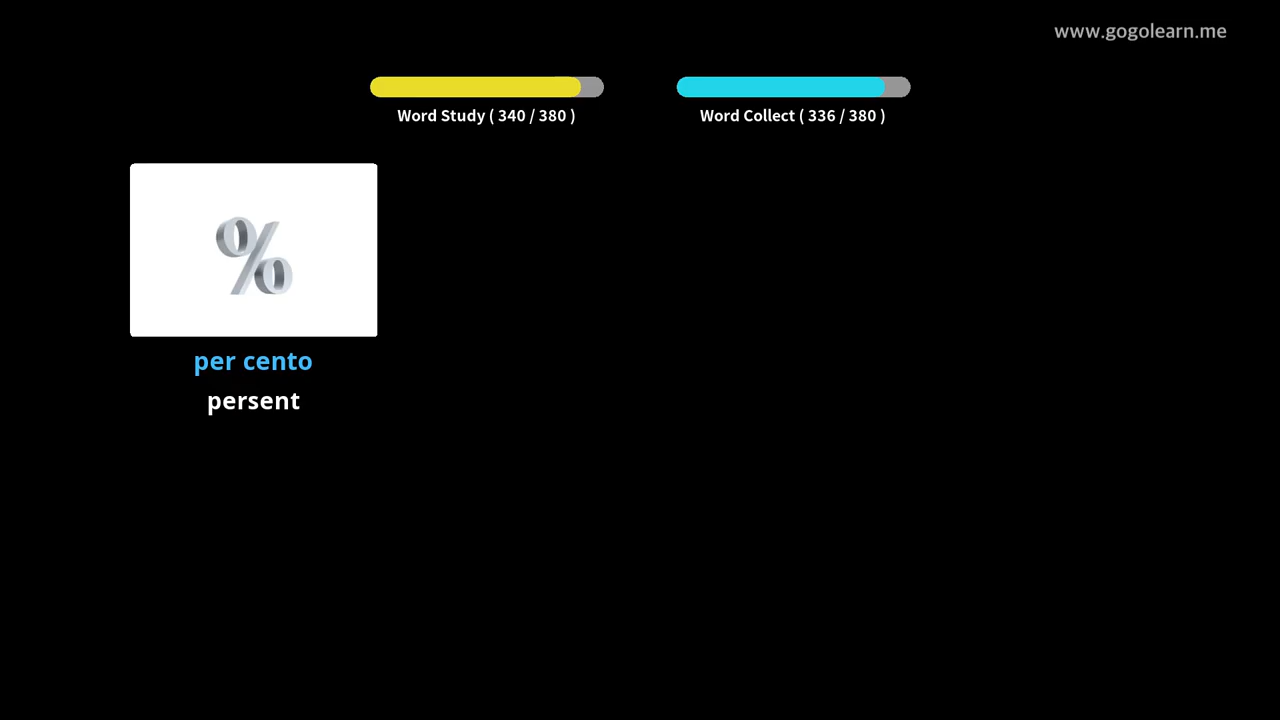 www.gogolearn.me
Word Study ( 340 / 380 )
Word Collect ( 336 / 380 )
%
per cento
persent